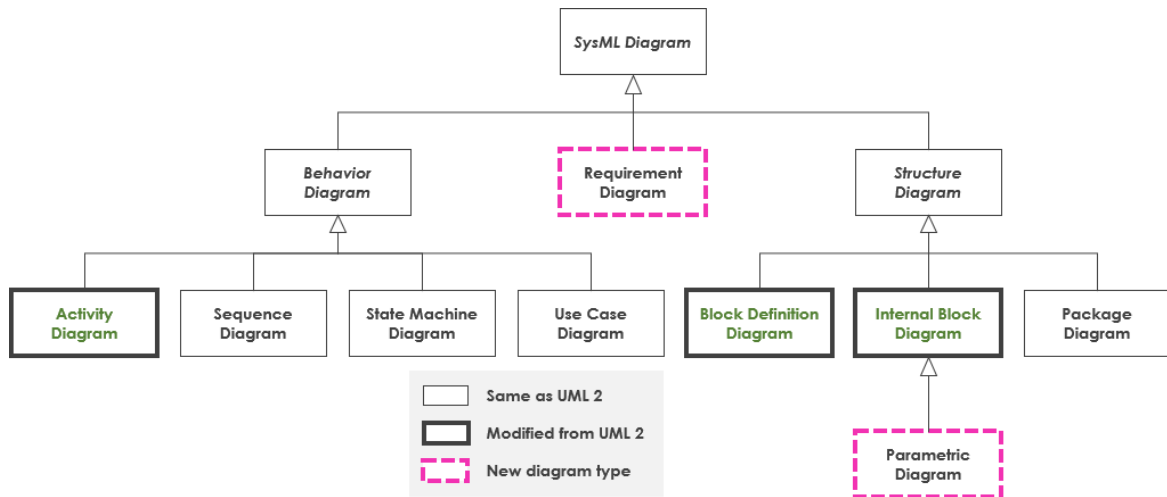 SysML Diagram
Behavior
Diagram
Requirement
Diagram
Structure
Diagram
Activity
Diagram
Sequence
Diagram
State Machine
Diagram
Use Case
Diagram
Block Definition
Diagram
Internal Block
Diagram
Package
Diagram
Same as UML 2
Modified from UML 2
New diagram type
Parametric
Diagram